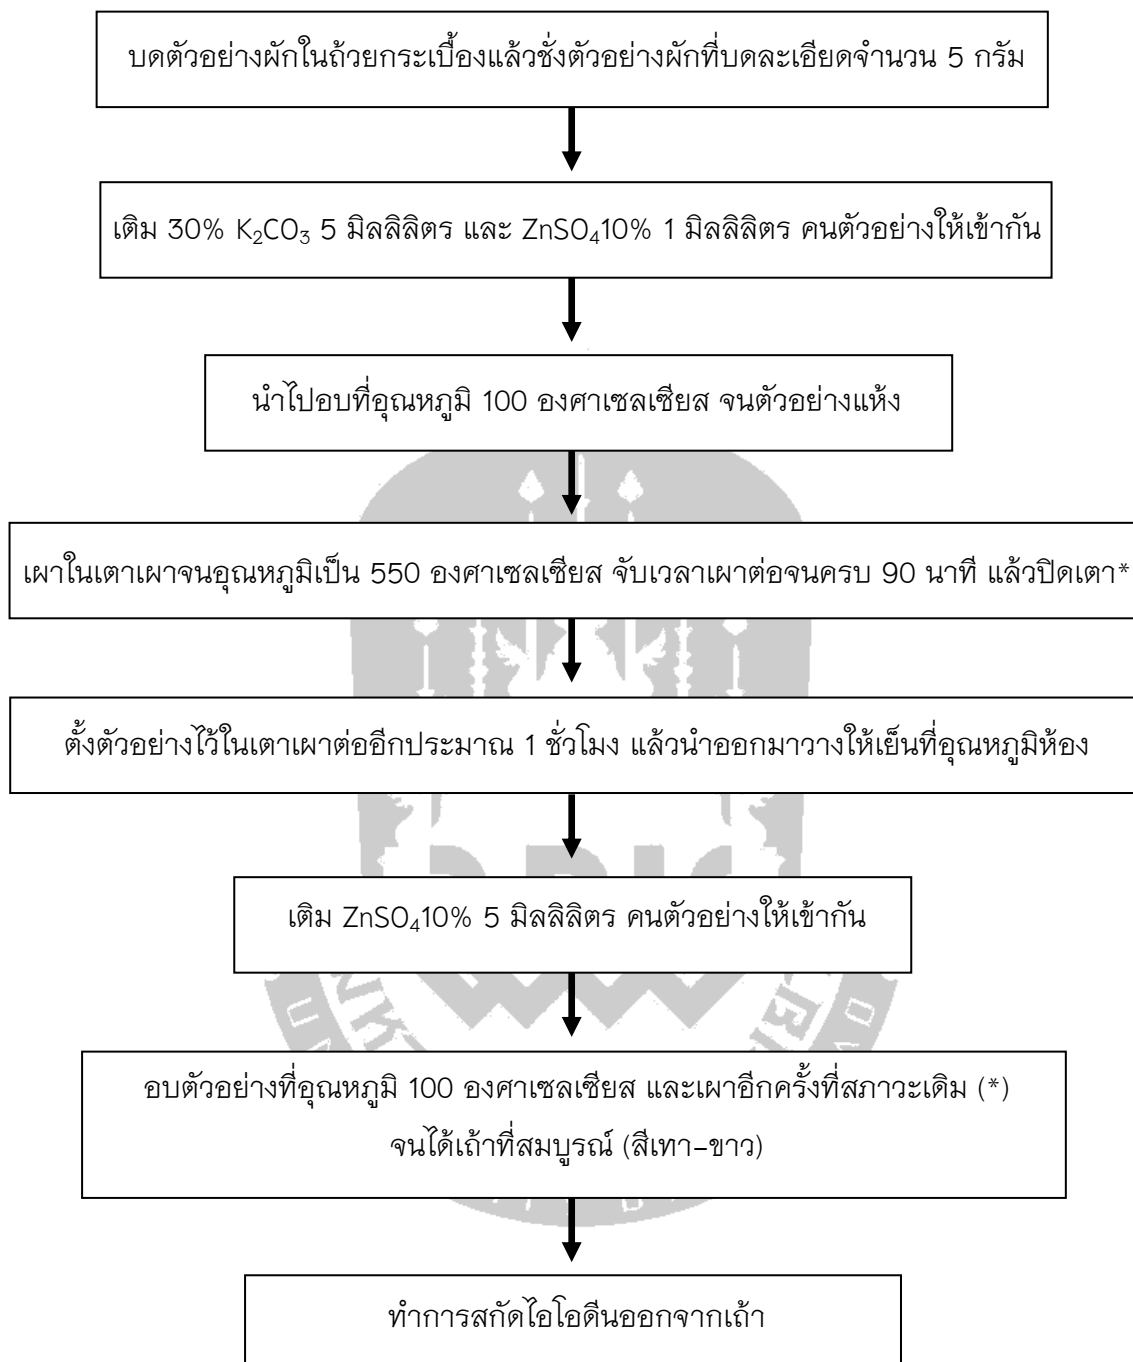 บดตัวอย่างผักในถ้วยกระเบื้องแล้วชั่งตัวอย่างผักที่บดละเอียดจำนวน 5 กรัม
เติม 30% K₂CO₃ 5 มิลลิลิตร และ ZnSO₄10% 1 มิลลิลิตร คนตัวอย่างให้เข้ากัน
นำไปอบที่อุณหภูมิ 100 องศาเซลเซียส จนตัวอย่างแห้ง
เผาในเตาเผาจนอุณหภูมิเป็น 550 องศาเซลเซียส จับเวลาเผาต่อจนครบ 90 นาที แล้วปิดเตา*
ตั้งตัวอย่างไว้ในเตาเผาต่ออีกประมาณ 1 ชั่วโมง แล้วนำออกมาวางให้เย็นที่อุณหภูมิห้อง
เติม ZnSO₄10% 5 มิลลิลิตร คนตัวอย่างให้เข้ากัน
อบตัวอย่างที่อุณหภูมิ 100 องศาเซลเซียส และเผาอีกครั้งที่สภาวะเดิม (*)
จนได้เถ้าที่สมบูรณ์ (สีเทา-ขาว)
ทำการสกัดไอโอดีนออกจากเถ้า